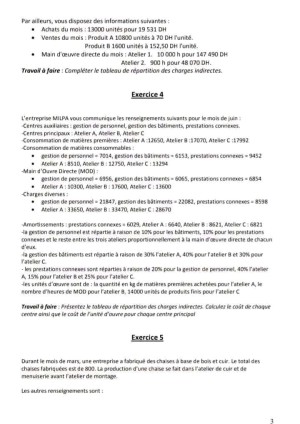 Par ailleurs, vous disposez des informations suivantes :
• Achats du mois : 13000 unités pour 19 531 DH
• Ventes du mois : Produit A 10800 unités à 70 DH l'unité.
Produit B 1600 unités à 152,50 DH l'unité.
• Main d'œuvre directe du mois : Atelier 1. 10 000 h pour 147 490 DH
Atelier 2. 900 h pour 48 070 DH.
Travail à faire : Compléter le tableau de répartition des charges indirectes.
Exercice 4
L'entreprise MILPA vous communique les renseignements suivants pour le mois de juin :
-Centres auxiliaires : gestion de personnel, gestion des bâtiments, prestations connexes.
-Centres principaux : Atelier A, Atelier B, Atelier C
-Consommation de matières premières : Atelier A :12650, Atelier B :17070, Atelier C :17992
-Consommation de matières consommables :
• gestion de personnel = 7014, gestion des bâtiments = 6153, prestations connexes = 9452
• Atelier A : 8510, Atelier B : 12750, Atelier C : 13294
-Main d'Œuvre Directe (MOD) :
• gestion de personnel = 6956, gestion des bâtiments = 6065, prestations connexes = 6854
• Atelier A : 10300, Atelier B : 17600, Atelier C : 13600
-Charges diverses :
• gestion de personnel = 21847, gestion des bâtiments = 22082, prestations connexes = 8598
• Atelier A : 33650, Atelier B : 33470, Atelier C : 28670
-Amortissements : prestations connexes = 6029, Atelier A : 6640, Atelier B : 8621, Atelier C : 6821
-la gestion de personnel est répartie à raison de 10% pour les bâtiments, 10% pour les prestations
connexes et le reste entre les trois ateliers proportionnellement à la main d'œuvre directe de chacun
d'eux.
-la gestion des bâtiments est répartie à raison de 30% pour l'atelier A, 40% pour l'atelier B et 30% pour
l'atelier C.
- les prestations connexes sont réparties à raison de 20% pour la gestion de personnel, 40% l'atelier
A, 15% pour l'atelier B et 25% pour l'atelier C.
-les unités d'œuvre sont de : la quantité en kg de matières premières achetées pour l'atelier A, le
nombre d'heures de MOD pour l'atelier B, 14000 unités de produits finis pour l'atelier C.
Travail à faire : Présentez le tableau de répartition des charges indirectes. Calculez le coût de chaque
centre ainsi que le coût de l'unité d'œuvre pour chaque centre principal
Exercice 5
Durant le mois de mars, une entreprise a fabriqué des chaises à base de bois et cuir. Le total des
chaises fabriquées est de 800. La production d'une chaise se fait dans l'atelier de cuir et de
menuiserie avant d'aller à l'atelier de montage.
Les autres renseignements sont :
3